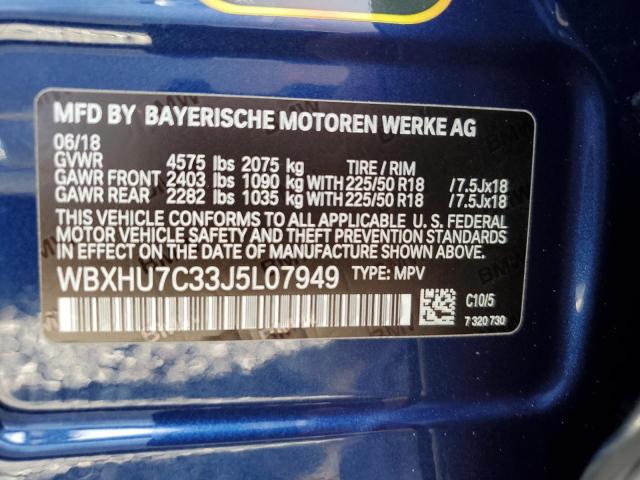 MFD BY BAYERISCHE MOTOREN WERKE AG
06/18
GVWR 4575 lbs 2075 kg TIRE / RIM
GAWR FRONT 2403 lbs 1090 kg WITH 225/50 R18 /7.5Jx18
GAWR REAR 2282 lbs 1035 kg WITH 225/50 R18 /7.5Jx18
THIS VEHICLE CONFORMS TO ALL APPLICABLE U. S. FEDERAL
MOTOR VEHICLE SAFETY AND THEFT PREVENTION STANDARDS
IN EFFECT ON THE DATE OF MANUFACTURE SHOWN ABOVE.
WBXHU7C33J5L07949 TYPE: MPV
C10/5
7 320 730